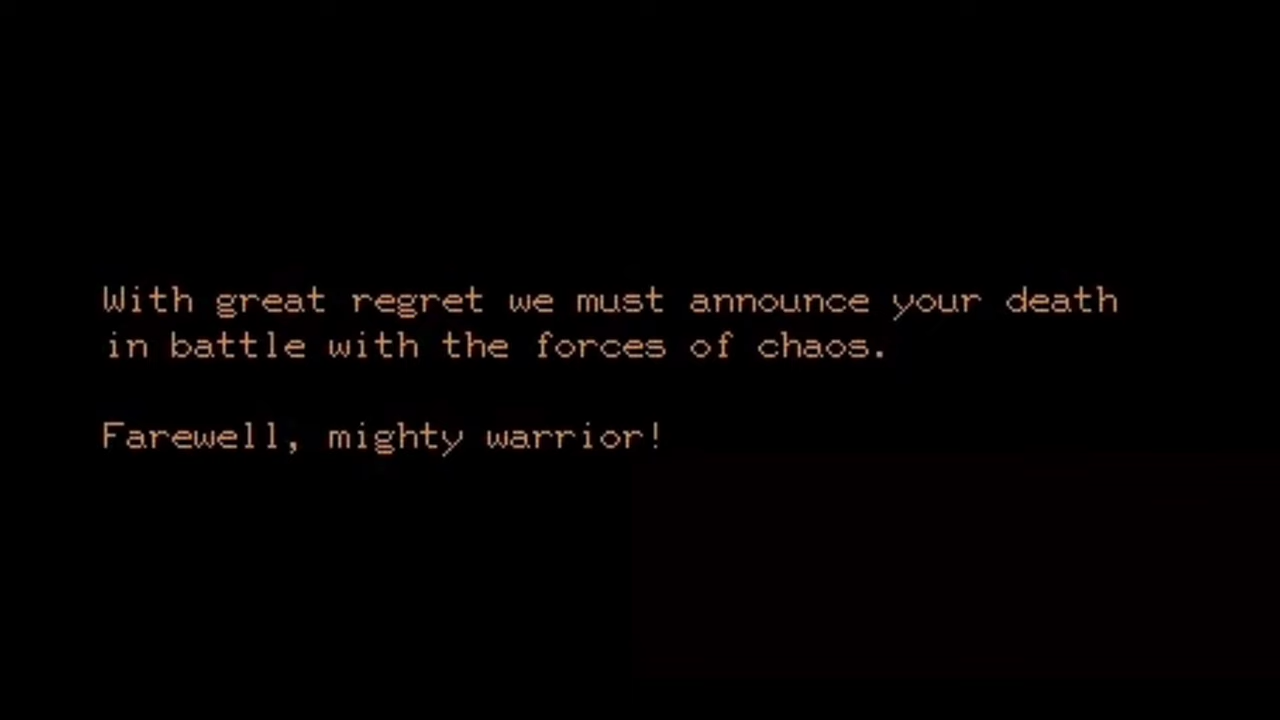 With great regret we must announce your death
in battle with the forces of chaos.
Farewell, mighty warrior!